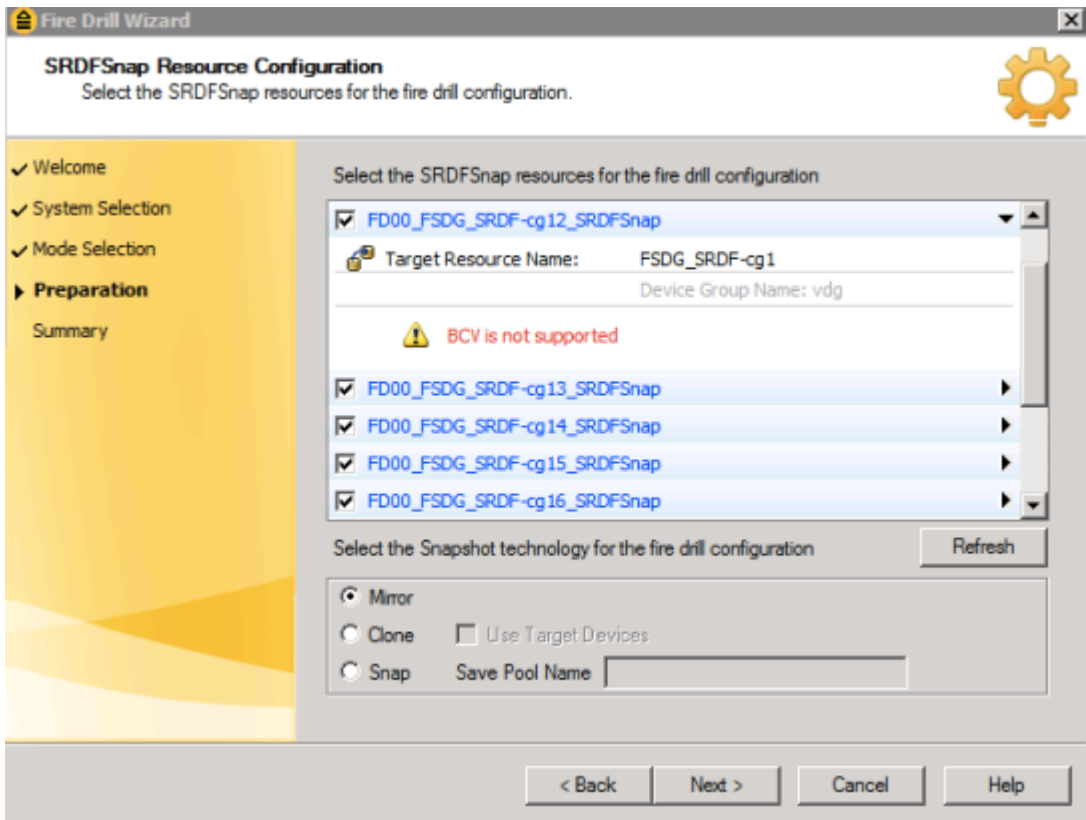 Fire Drill Wizard
SRDFSnap Resource Configuration
Select the SRDFSnap resources for the fire drill configuration.
Welcome
System Selection
Mode Selection
Preparation
Summary
Select the SRDFSnap resources for the fire drill configuration
FD00_FSDG_SRDF-cg12_SRDFSnap
Target Resource Name: FSDG_SRDF-cg1
Device Group Name: vdg
BCV is not supported
FD00_FSDG_SRDF-cg13_SRDFSnap
FD00_FSDG_SRDF-cg14_SRDFSnap
FD00_FSDG_SRDF-cg15_SRDFSnap
FD00_FSDG_SRDF-cg16_SRDFSnap
Select the Snapshot technology for the fire drill configuration Refresh
Mirror
Clone Use Target Devices
Snap Save Pool Name
< Back Next > Cancel Help